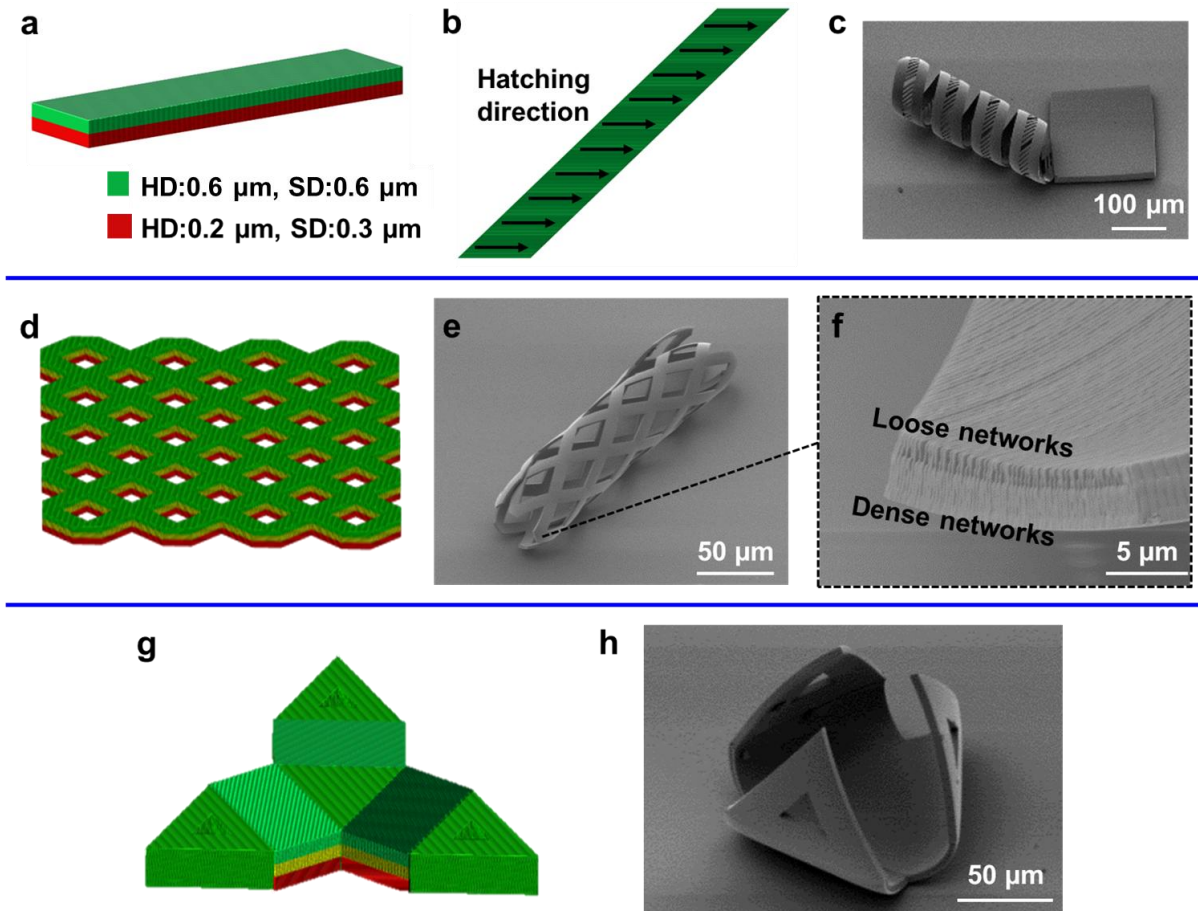 a
HD:0.6 µm, SD:0.6 µm
HD:0.2 µm, SD:0.3 µm
b
Hatching
direction
c
100 µm
d
e
50 µm
f
Loose networks
Dense networks
5 µm
g
h
50 µm